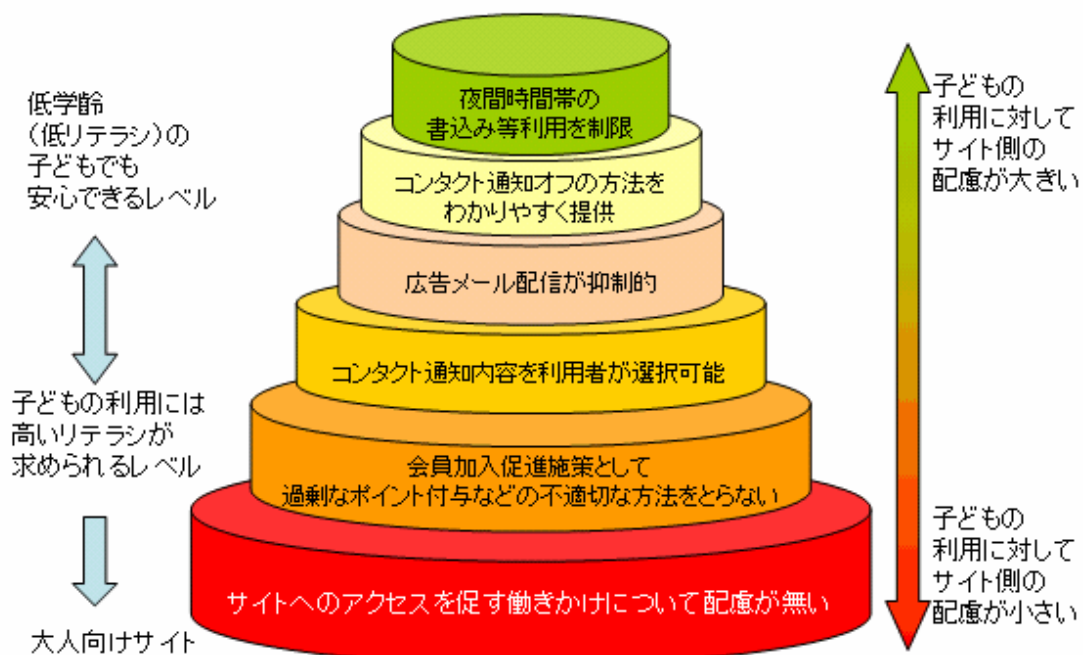 夜間時間帯の
書込み等利用を制限
コンタクト通知オフの方法を
わかりやすく提供
広告メール配信が抑制的
コンタクト通知内容を利用者が選択可能
会員加入促進施策として
過剰なポイント付与などの不適切な方法をとらない
サイトへのアクセスを促す働きかけについて配慮が無い
低学齢
(低リテラシ)の
子どもでも
安心できるレベル
子どもの利用には
高いリテラシが
求められるレベル
大人向けサイト
子どもの
利用に対して
サイト側の
配慮が大きい
子どもの
利用に対して
サイト側の
配慮が小さい